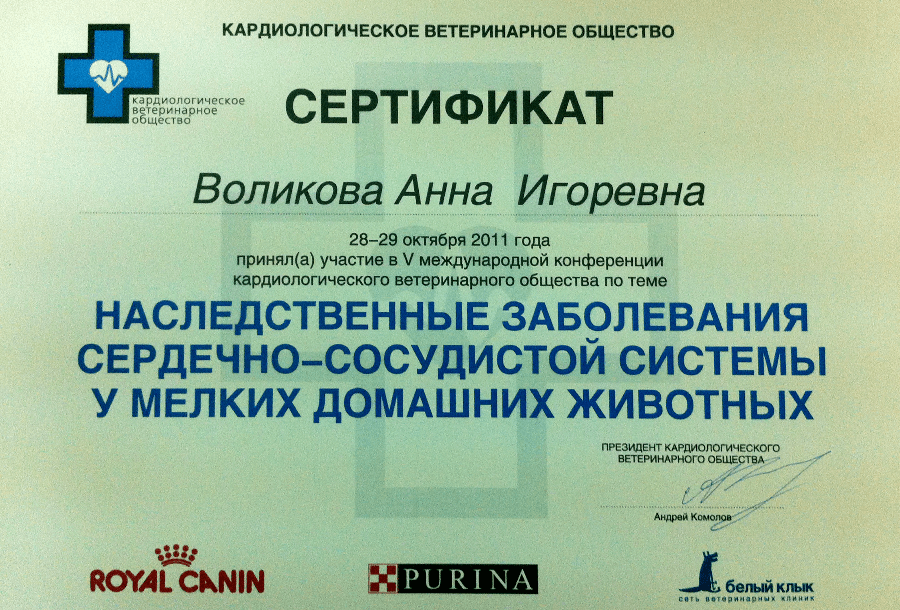 КАРДИОЛОГИЧЕСКОЕ ВЕТЕРИНАРНОЕ ОБЩЕСТВО
кардиологическое
ветеринарное
общество
СЕРТИФИКАТ
Воликова Анна Игоревна
28–29 октября 2011 года
принял(а) участие в V международной конференции
кардиологического ветеринарного общества по теме
НАСЛЕДСТВЕННЫЕ ЗАБОЛЕВАНИЯ
СЕРДЕЧНО–СОСУДИСТОЙ СИСТЕМЫ
У МЕЛКИХ ДОМАШНИХ ЖИВОТНЫХ
ПРЕЗИДЕНТ КАРДИОЛОГИЧЕСКОГО
ВЕТЕРИНАРНОГО ОБЩЕСТВА
Андрей Комолов
ROYAL CANIN
PURINA
белый клык
сеть ветеринарных клиник